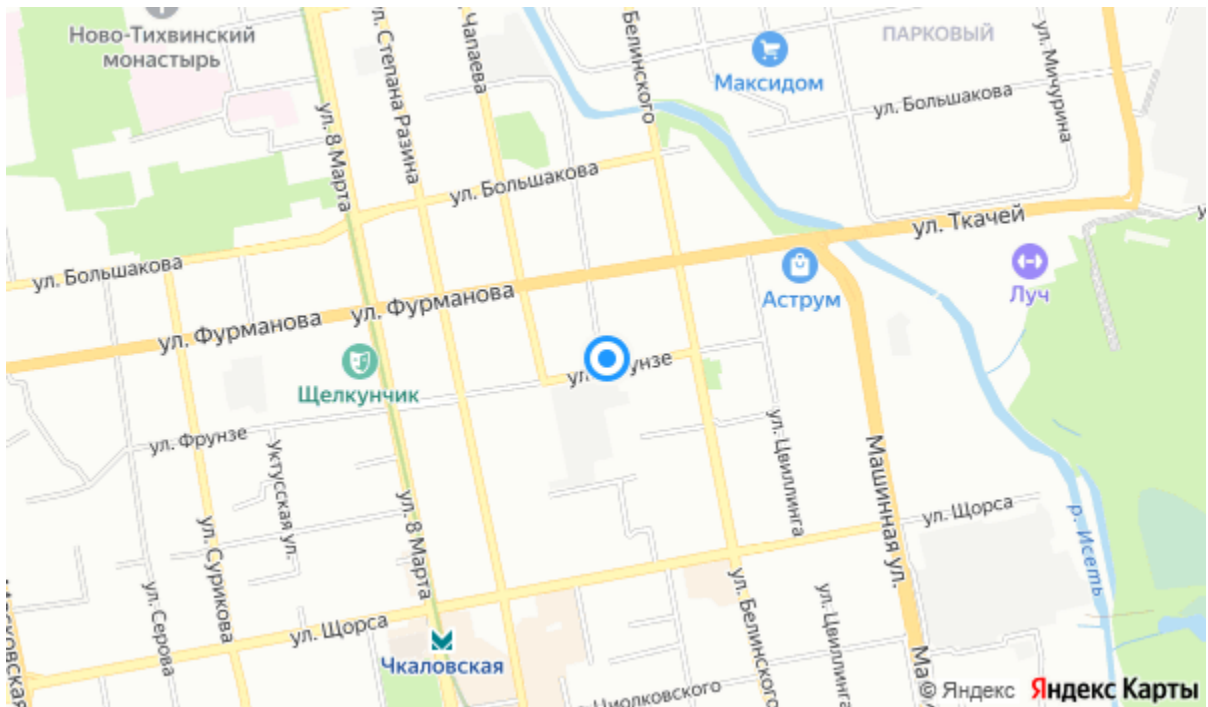 Ново-Тихвинский
монастырь
ул. Степана Разина
Чапаева
Белинского
ПАРКОВЫЙ
Максидом
ул. Мичурина
ул. Большакова
ул. 8 Марта
ул. Большакова
ул. Ткачей
ул. Большакова
Аструм
Луч
ул. Фурманова
ул. Фурманова
Щелкунчик
ул. Фрунзе
Уктусская ул.
ул. Цвиллинга
Машинная ул.
ул. 8 Марта
ул. Щорса
р. Исеть
ул. Сурикова
ул. Серова
ул. Щорса
ул. Белинского
ул. Цвиллинга
Чкаловская
© Яндекс
Яндекс Карты